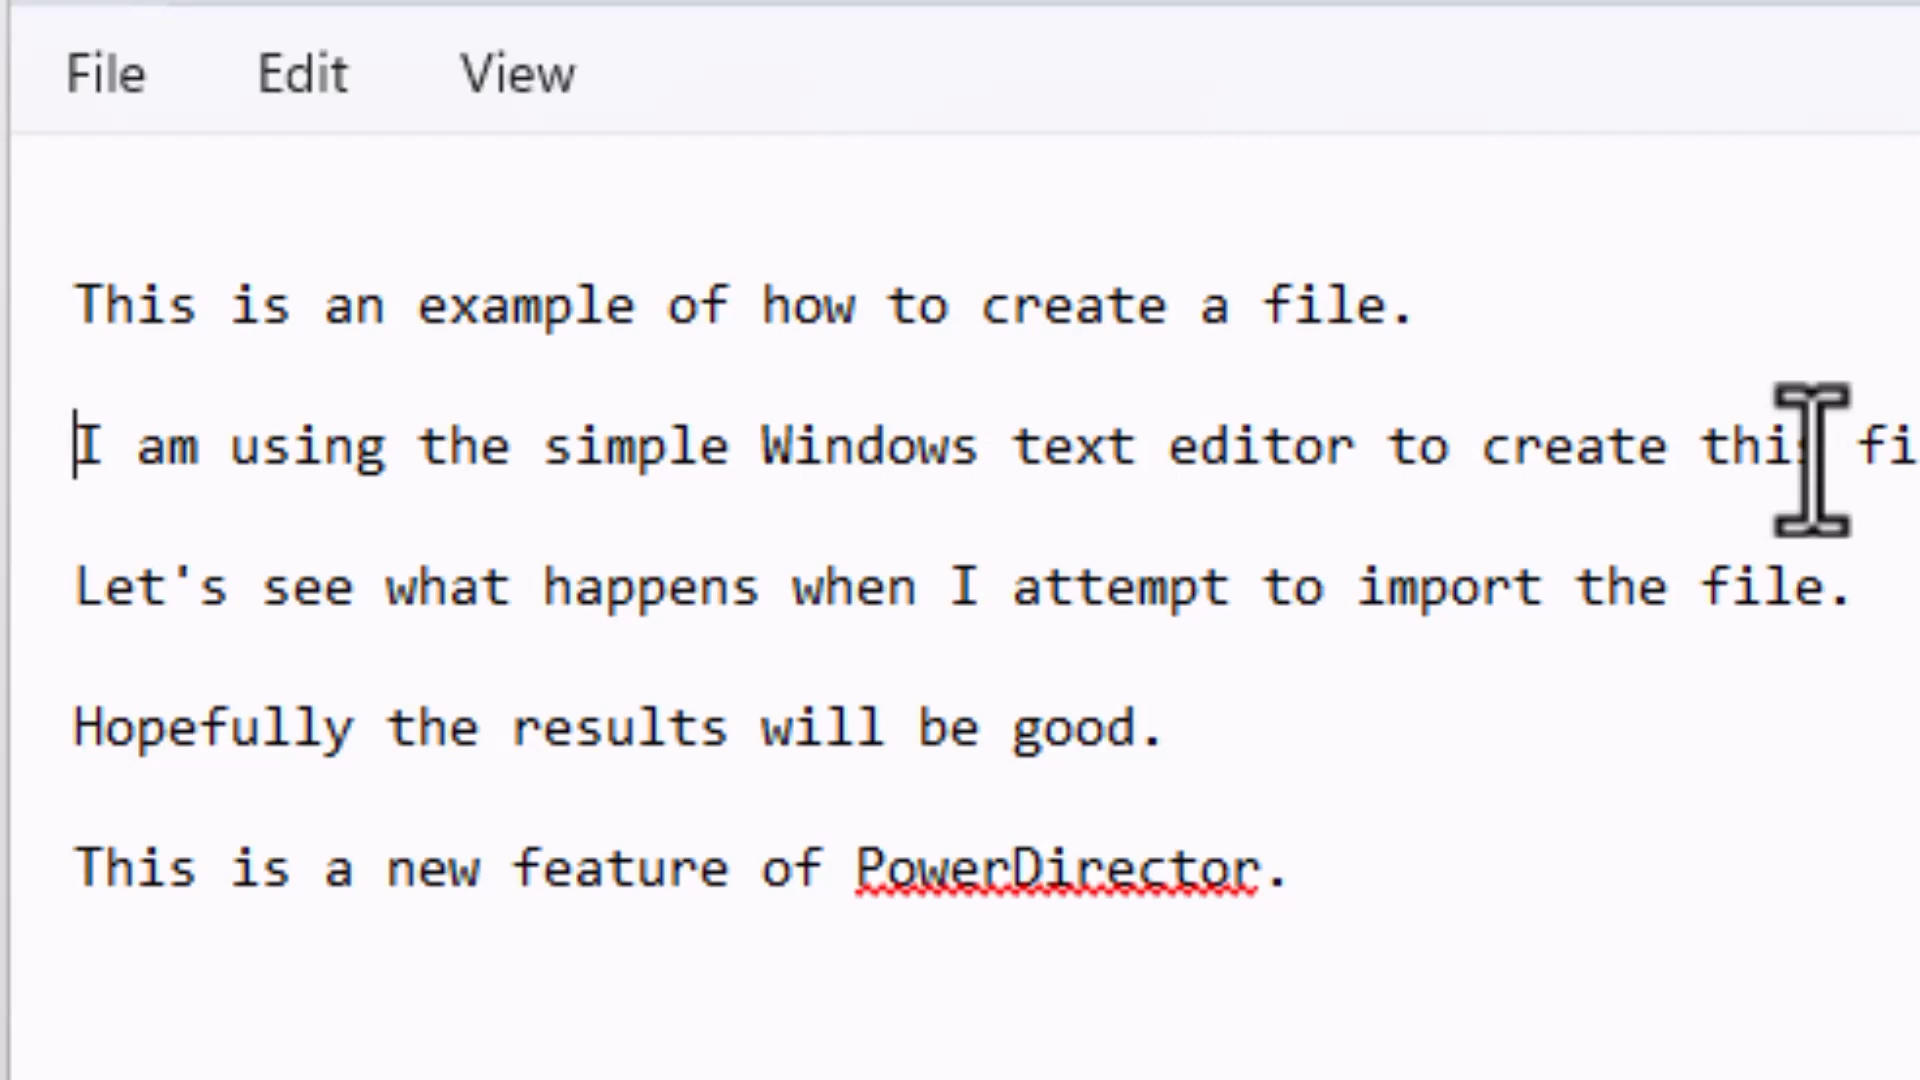 File Edit View
This is an example of how to create a file.
I am using the simple Windows text editor to create this fi
Let's see what happens when I attempt to import the file.
Hopefully the results will be good.
This is a new feature of PowerDirector.